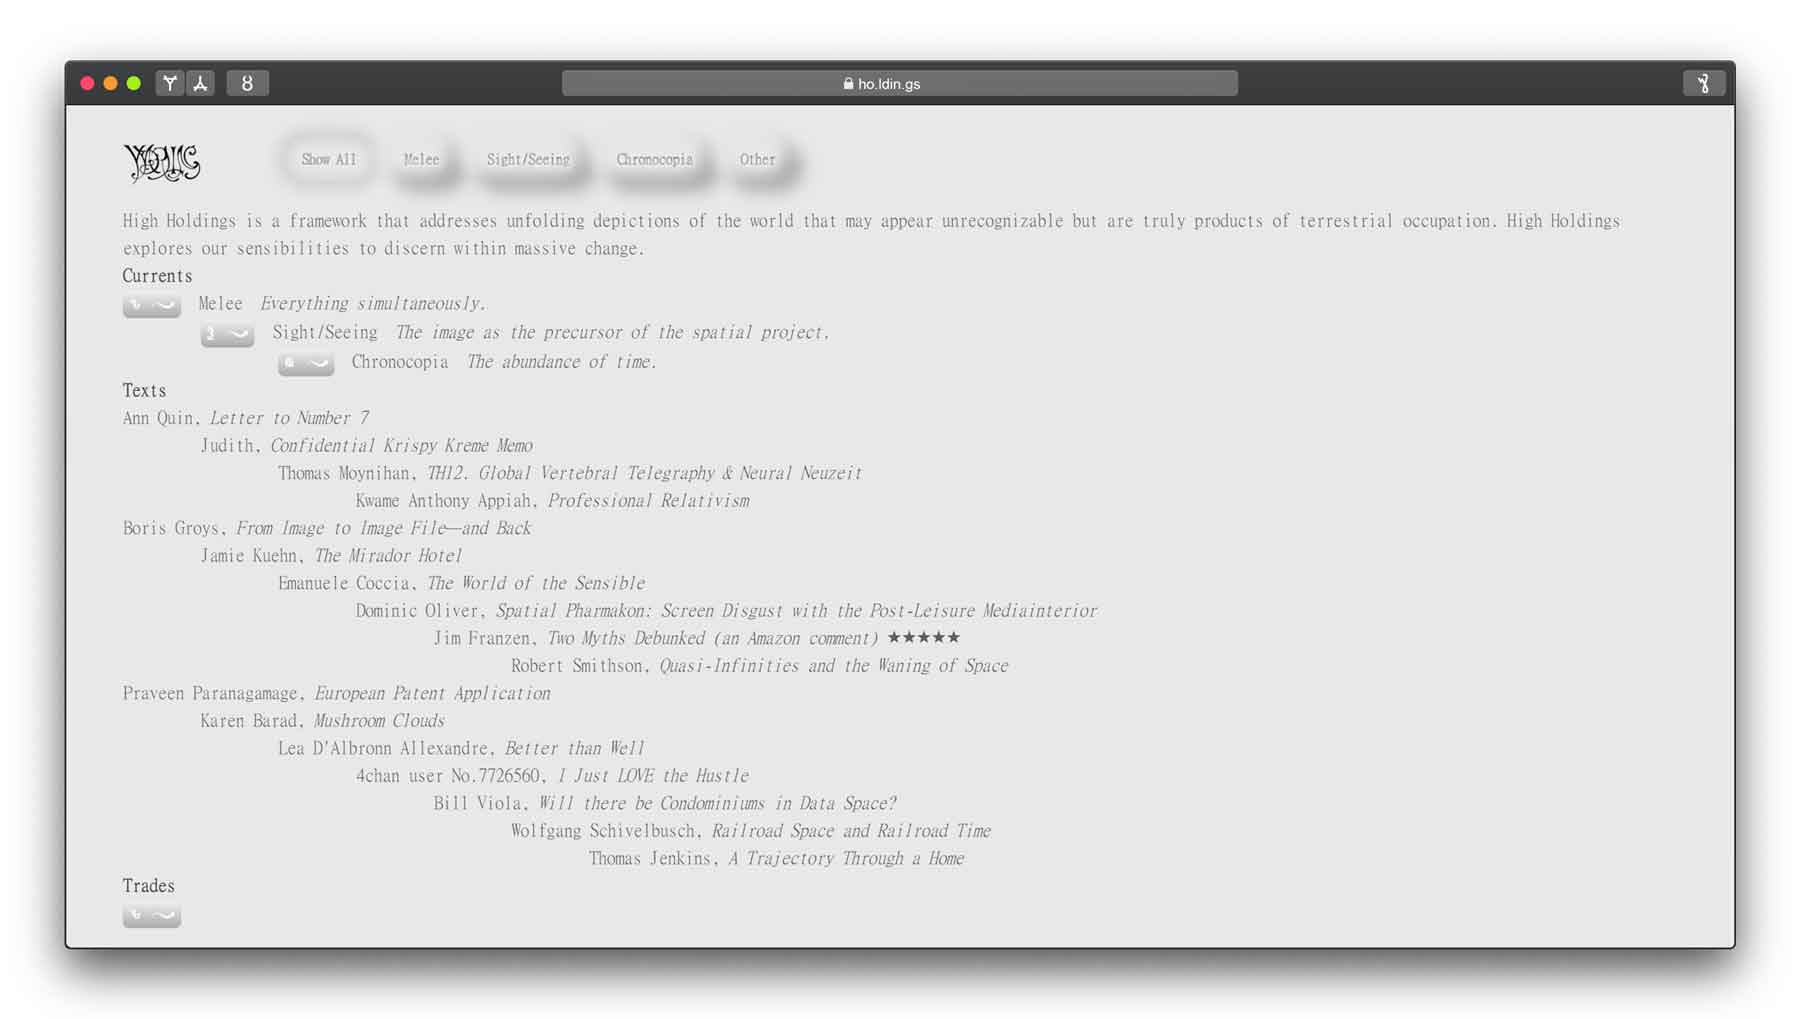 ho.ldin.gs
Show All Melee Sight/Seeing Chronocopia Other
High Holdings is a framework that addresses unfolding depictions of the world that may appear unrecognizable but are truly products of terrestrial occupation. High Holdings
explores our sensibilities to discern within massive change.
Currents
Melee Everything simultaneously.
Sight/Seeing The image as the precursor of the spatial project.
Chronocopia The abundance of time.
Texts
Ann Quin, Letter to Number 7
Judith, Confidential Krispy Kreme Memo
Thomas Moynihan, TH12. Global Vertebral Telegraphy & Neural Neuzeit
Kwame Anthony Appiah, Professional Relativism
Boris Groys, From Image to Image File—and Back
Jamie Kuehn, The Mirador Hotel
Emanuele Coccia, The World of the Sensible
Dominic Oliver, Spatial Pharmakon: Screen Disgust with the Post-Leisure Mediainterior
Jim Franzen, Two Myths Debunked (an Amazon comment) ★★★★★
Robert Smithson, Quasi-Infinities and the Waning of Space
Praveen Paranagamage, European Patent Application
Karen Barad, Mushroom Clouds
Lea D'Albronn Allexandre, Better than Well
4chan user No.7726560, I Just LOVE the Hustle
Bill Viola, Will there be Condominiums in Data Space?
Wolfgang Schivelbusch, Railroad Space and Railroad Time
Thomas Jenkins, A Trajectory Through a Home
Trades